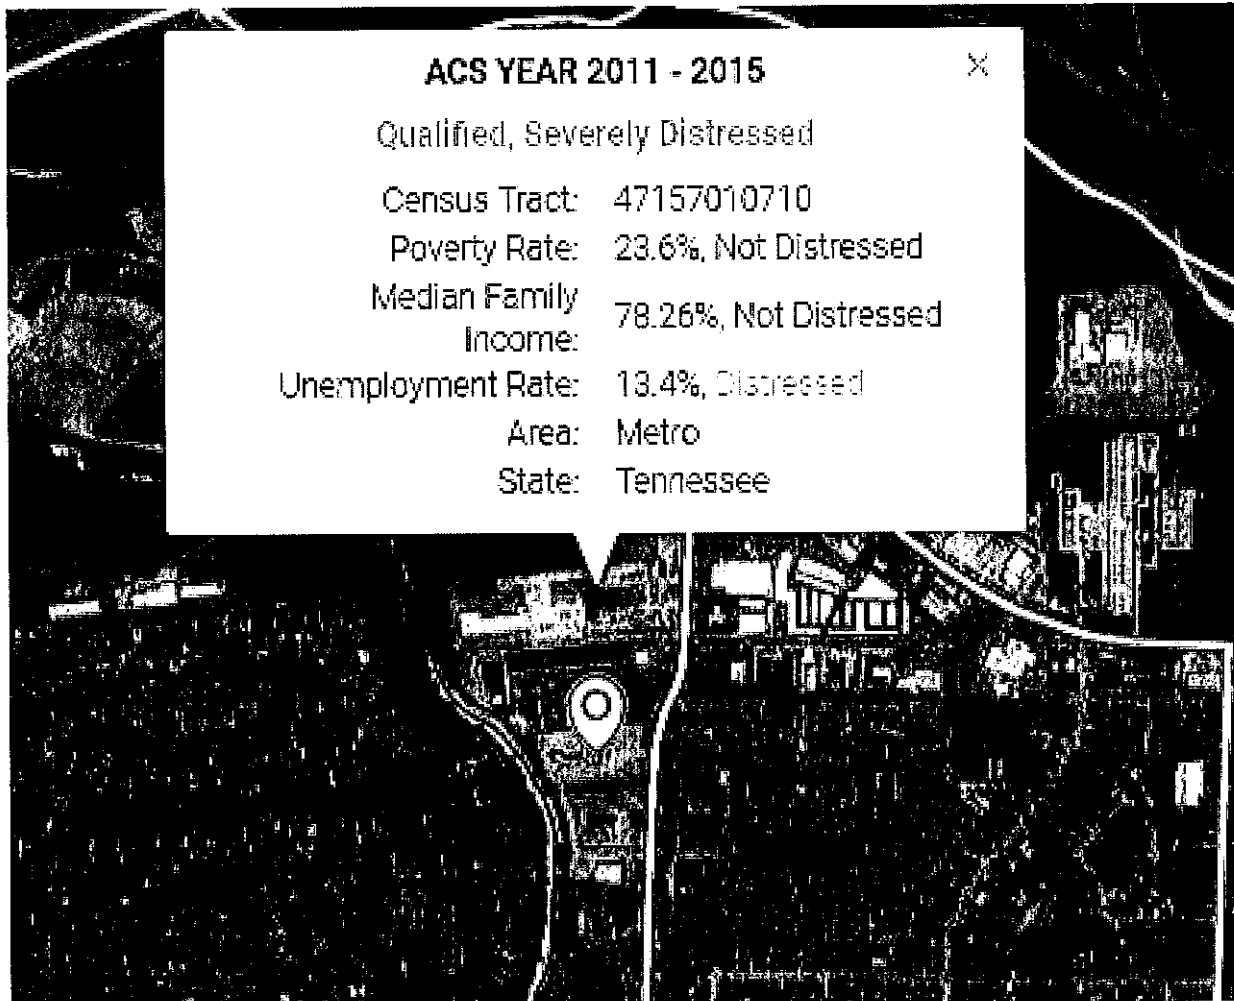 ACS YEAR 2011 - 2015
×
Qualified, Severely Distressed
Census Tract: 47157010710
Poverty Rate: 23.6%, Not Distressed
Median Family
Income: 78.26%, Not Distressed
Unemployment Rate: 13.4%, Distressed
Area: Metro
State: Tennessee